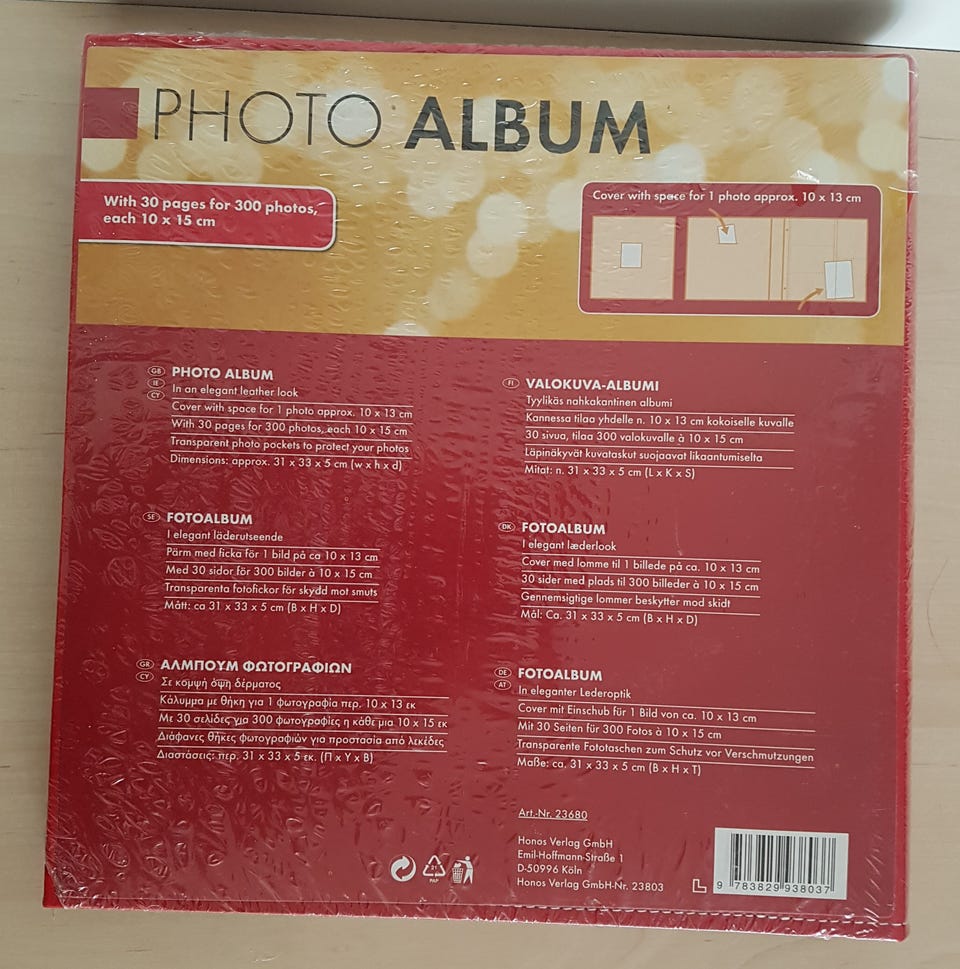 PHOTO ALBUM
With 30 pages for 300 photos,
each 10 x 15 cm
Cover with space for 1 photo approx. 10 x 13 cm
GB
IE
CY
PHOTO ALBUM
In an elegant leather look
Cover with space for 1 photo approx. 10 x 13 cm
With 30 pages for 300 photos, each 10 x 15 cm
Transparent photo pockets to protect your photos
Dimensions: approx. 31 x 33 x 5 cm (w x h x d)
FI
VALOKUVA-ALBUMI
Tyylikäs nahkakantinen albumi
Kannessa tilaa yhdelle n. 10 x 13 cm kokoiselle kuvalle
30 sivua, tilaa 300 valokuvalle à 10 x 15 cm
Läpinäkyvät kuvataskut suojaavat likaantumiselta
Mitat: n. 31 x 33 x 5 cm (L x K x S)
SE
FOTOALBUM
I elegant läderutseende
Pärm med ficka för 1 bild på ca 10 x 13 cm
Med 30 sidor för 300 bilder à 10 x 15 cm
Transparenta fotofickor för skydd mot smuts
Mått: ca 31 x 33 x 5 cm (B x H x D)
DK
FOTOALBUM
I elegant læderlook
Cover med lomme til 1 billede på ca. 10 x 13 cm
30 sider med plads til 300 billeder à 10 x 15 cm
Gennemsigtige lommer beskytter mod skidt
Mål: Ca. 31 x 33 x 5 cm (B x H x D)
GR
CY
ΑΛΜΠΟΥΜ ΦΩΤΟΓΡΑΦΙΩΝ
Σε κομψή όψη δέρματος
Κάλυμμα με θήκη για 1 φωτογραφία περ. 10 x 13 εκ
Με 30 σελίδες για 300 φωτογραφίες η κάθε μια 10 x 15 εκ
Διάφανες θήκες φωτογραφιών για προστασία από λεκέδες
Διαστάσεις: περ. 31 x 33 x 5 εκ. (Π x Υ x Β)
DE
AT
FOTOALBUM
In eleganter Lederoptik
Cover mit Einschub für 1 Bild von ca. 10 x 13 cm
Mit 30 Seiten für 300 Fotos à 10 x 15 cm
Transparente Fototaschen zum Schutz vor Verschmutzungen
Maße: ca. 31 x 33 x 5 cm (B x H x T)
Art.-Nr. 23680
Honos Verlag GmbH
Emil-Hoffmann-Straße 1
D-50996 Köln
Honos Verlag GmbH-Nr. 23803
21
PAP
9 783829 938037